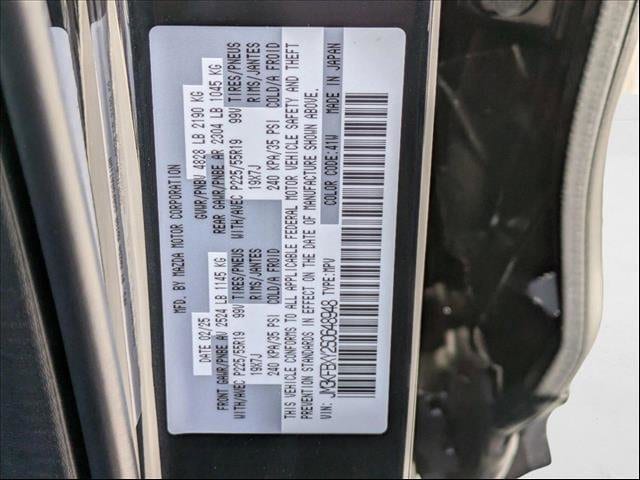 MFD. BY MAZDA MOTOR CORPORATION
DATE 02/25 GVWR/PNBV 4828 LB 2190 KG
FRONT GAWR/PNBE AV 2524 LB 1145 KG REAR GAWR/PNBE AR 2304 LB 1045 KG
WITH/AVEC P225/55R19 99V TIRES/PNEUS WITH/AVEC P225/55R19 99V TIRES/PNEUS
19X7J RIMS/JANTES 19X7J RIMS/JANTES
240 KPA/35 PSI COLD/A FROID 240 KPA/35 PSI COLD/A FROID
THIS VEHICLE CONFORMS TO ALL APPLICABLE FEDERAL MOTOR VEHICLE SAFETY AND THEFT
PREVENTION STANDARDS IN EFFECT ON THE DATE OF MANUFACTURE SHOWN ABOVE.
VIN: TYPE:MPV COLOR CODE:41W MADE IN JAPAN